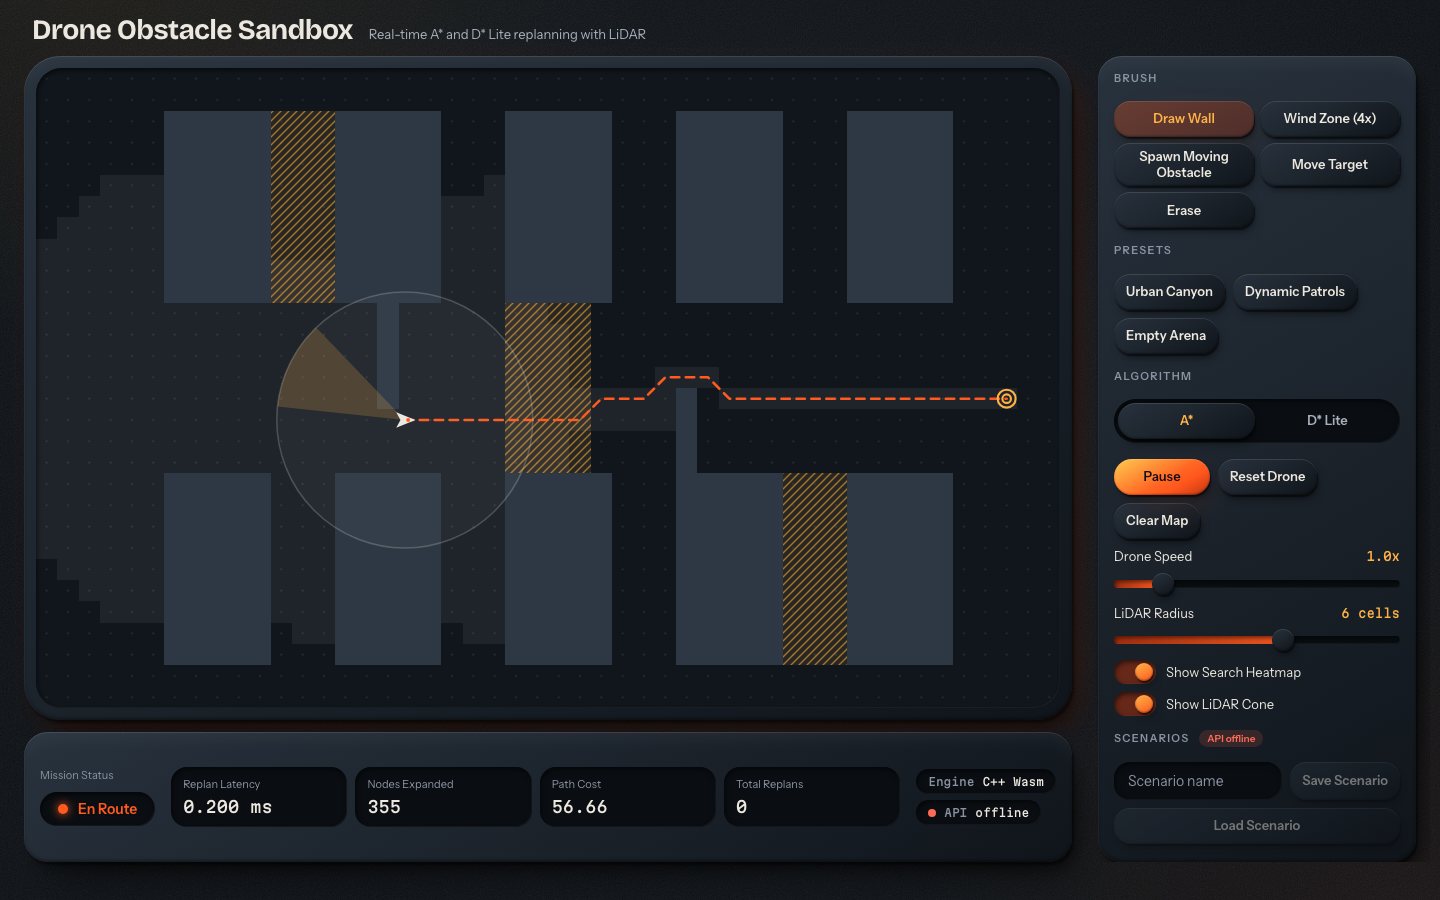 Drone Obstacle Sandbox
Real-time A* and D* Lite replanning with LiDAR
BRUSH
Draw Wall
Wind Zone (4x)
Spawn Moving
Obstacle
Move Target
Erase
PRESETS
Urban Canyon
Dynamic Patrols
Empty Arena
ALGORITHM
A*
D* Lite
Pause
Reset Drone
Clear Map
Drone Speed
1.0x
LiDAR Radius
6 cells
Show Search Heatmap
Show LiDAR Cone
SCENARIOS
API offline
Scenario name
Save Scenario
Load Scenario
Mission Status
En Route
Replan Latency
0.200 ms
Nodes Expanded
355
Path Cost
56.66
Total Replans
0
Engine C++ Wasm
API offline